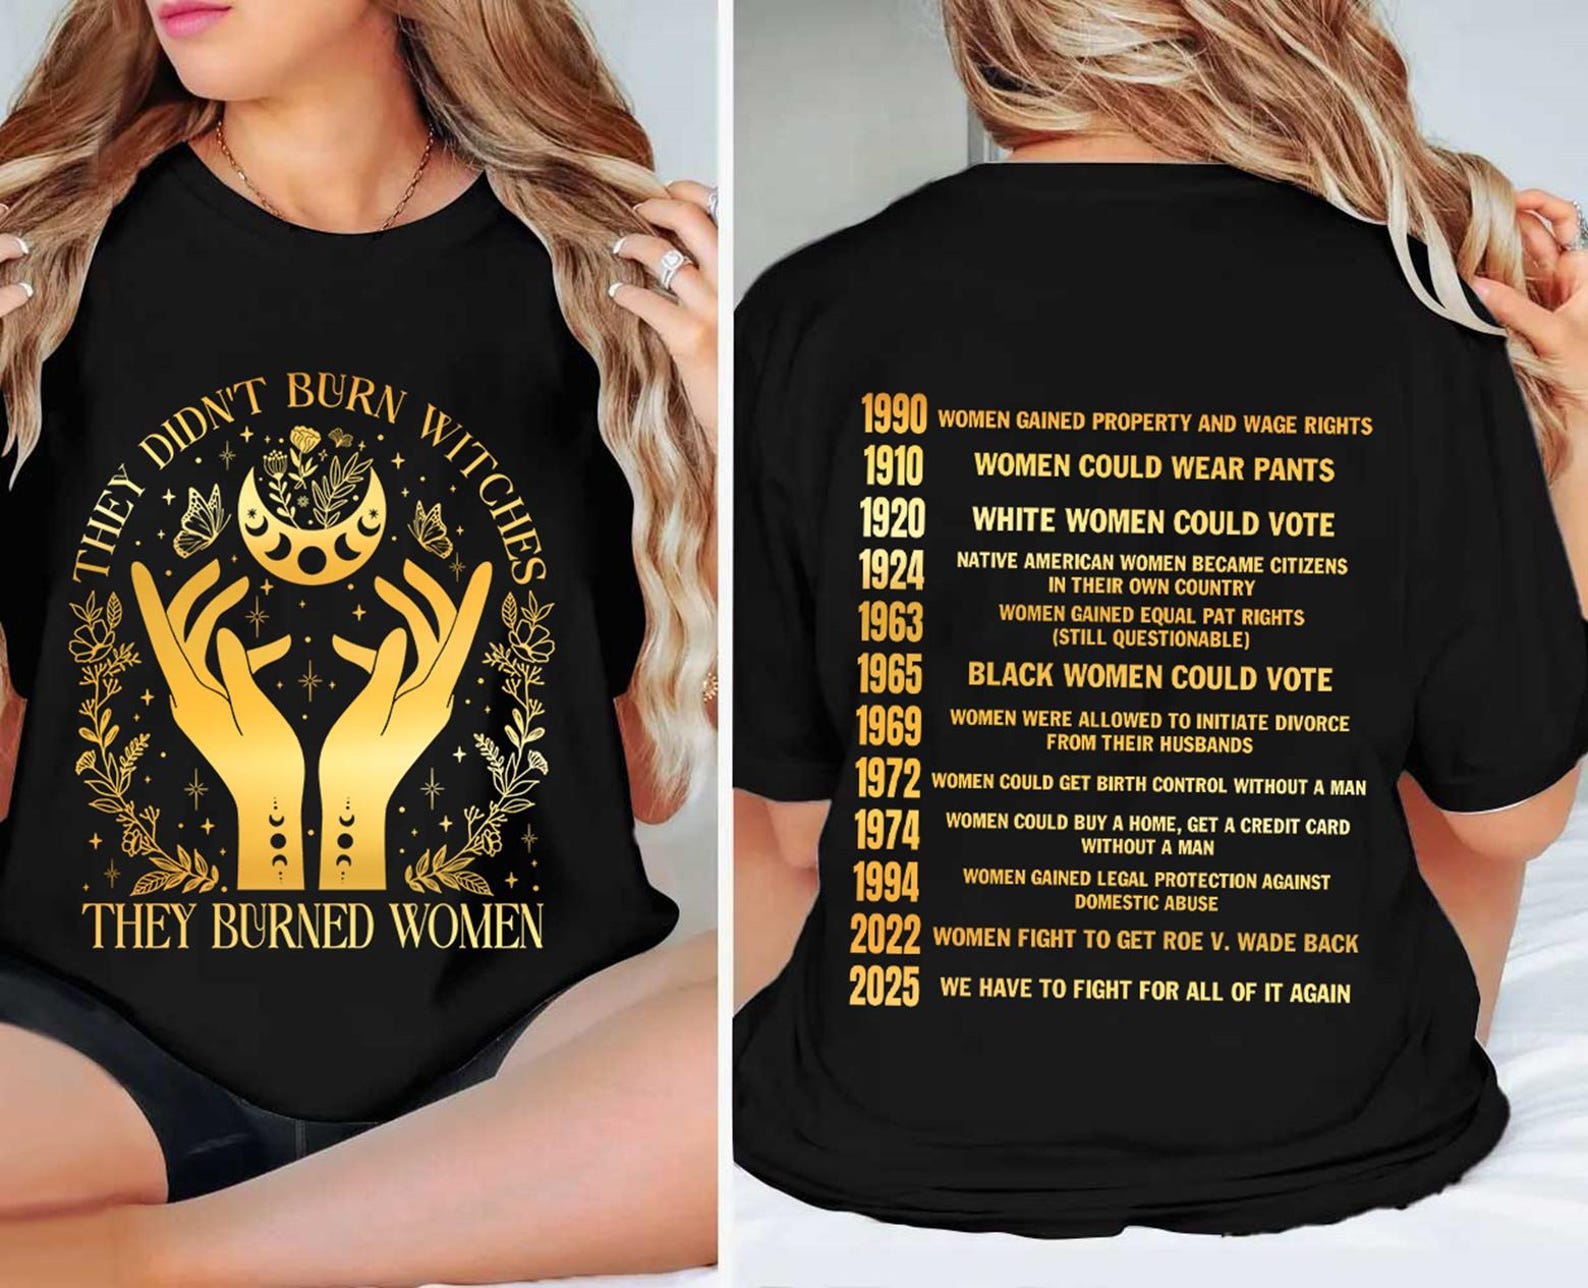 THEY DIDN'T BURN WITCHES
THEY BURNED WOMEN
1990 WOMEN GAINED PROPERTY AND WAGE RIGHTS
1910 WOMEN COULD WEAR PANTS
1920 WHITE WOMEN COULD VOTE
1924 NATIVE AMERICAN WOMEN BECAME CITIZENS
IN THEIR OWN COUNTRY
1963 WOMEN GAINED EQUAL PAT RIGHTS
(STILL QUESTIONABLE)
1965 BLACK WOMEN COULD VOTE
1969 WOMEN WERE ALLOWED TO INITIATE DIVORCE
FROM THEIR HUSBANDS
1972 WOMEN COULD GET BIRTH CONTROL WITHOUT A MAN
1974 WOMEN COULD BUY A HOME, GET A CREDIT CARD
WITHOUT A MAN
1994 WOMEN GAINED LEGAL PROTECTION AGAINST
DOMESTIC ABUSE
2022 WOMEN FIGHT TO GET ROE V. WADE BACK
2025 WE HAVE TO FIGHT FOR ALL OF IT AGAIN